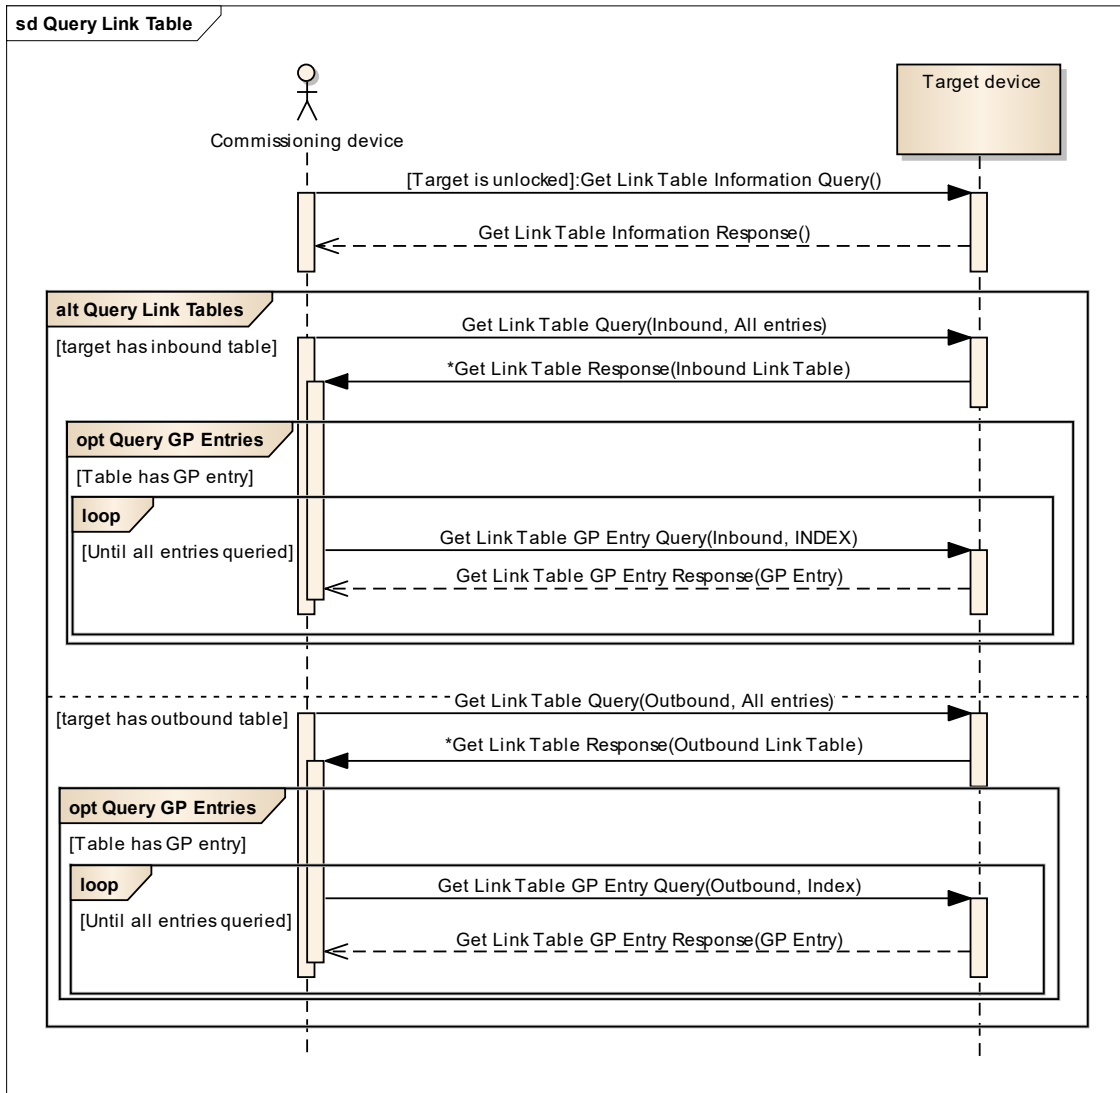 sd Query Link Table
Target device
Commissioning device
[Target is unlocked]:Get Link Table Information Query()
Get Link Table Information Response()
alt Query Link Tables
Get Link Table Query(Inbound, All entries)
[target has inbound table]
*Get Link Table Response(Inbound Link Table)
opt Query GP Entries
[Table has GP entry]
loop
Get Link Table GP Entry Query(Inbound, INDEX)
[Until all entries queried]
Get Link Table GP Entry Response(GP Entry)
Get Link Table Query(Outbound, All entries)
[target has outbound table]
*Get Link Table Response(Outbound Link Table)
opt Query GP Entries
[Table has GP entry]
loop
Get Link Table GP Entry Query(Outbound, Index)
[Until all entries queried]
Get Link Table GP Entry Response(GP Entry)